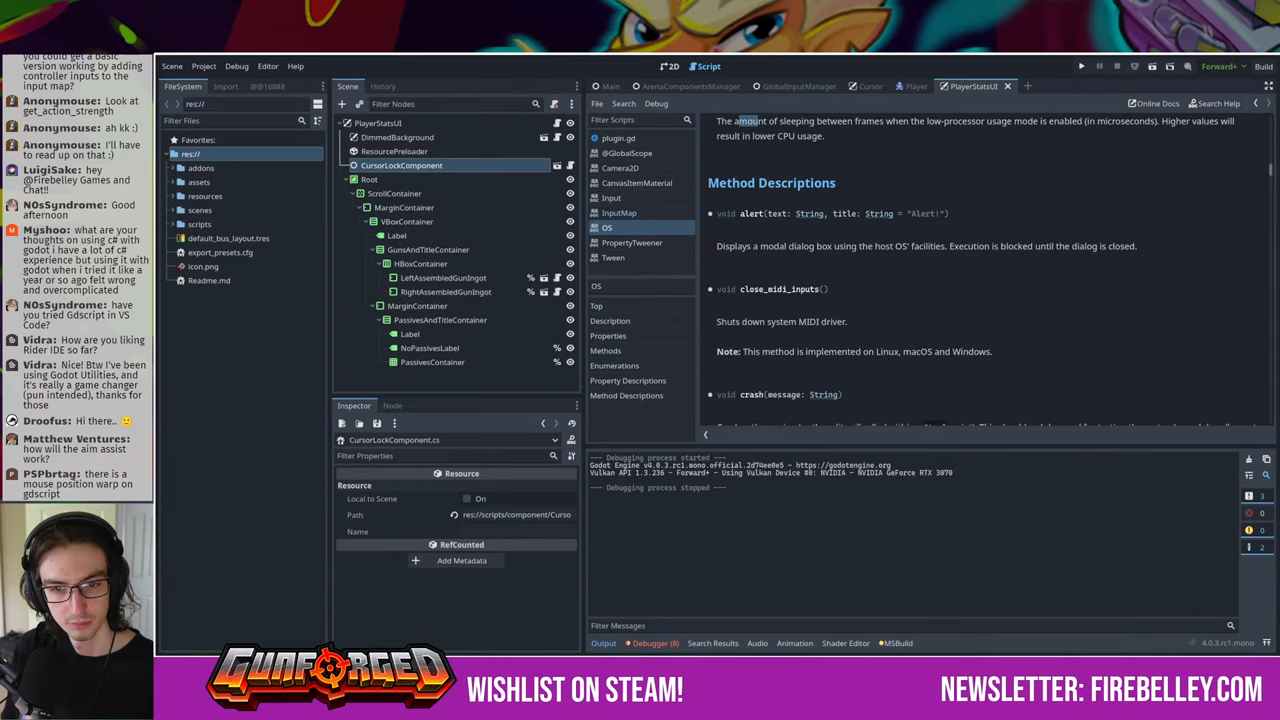 you could get a basic
version working by adding
controller inputs to the
input map?
Anonymouse: Look at
get_action_strength
Anonymouse: ah kk :)
Anonymouse: I'll have
to read up on that :)
LuigiSake: hey
@Firebelley Games and
Chat!!
N0sSyndrome: Good
afternoon
Myshoo: what are your
thoughts on using c# with
godot i have a lot of c#
experience but using it with
godot when i tried it like a
year or so ago felt wrong
and overcomplicated
N0sSyndrome: have
you tried Gdscript in VS
Code?
Vidra: How are you liking
Rider IDE so far?
Vidra: Nice! Btw I've been
using Godot Utilities, and
it's really a game changer
(pun intended), thanks for
those
Droofus: Hi there.. 🙂
Matthew Ventures:
how will the aim assist
work?
PSPbrtag: there is a
mouse position warp on
gdscript
Scene Project Debug Editor Help
2D Script
Forward+ Build
FileSystem Import @@16888
res://
Filter Files
Favorites:
res://
addons
assets
resources
scenes
scripts
default_bus_layout.tres
export_presets.cfg
icon.png
Readme.md
Scene History
Filter Nodes
PlayerStatsUI
DimmedBackground
ResourcePreloader
CursorLockComponent
Root
ScrollContainer
MarginContainer
VBoxContainer
Label
GunsAndTitleContainer
HBoxContainer
LeftAssembledGunIngot %
RightAssembledGunIngot %
MarginContainer
PassivesAndTitleContainer
Label
NoPassivesLabel %
PassivesContainer %
Inspector Node
CursorLockComponent.cs
Filter Properties
Resource
Resource
Local to Scene On
Path res://scripts/component/Curso
Name
RefCounted
Add Metadata
Main ArenaComponentsManager GlobalInputManager Cursor Player PlayerStatsUI
File Search Debug Online Docs Search Help
Filter Scripts
plugin.gd
@GlobalScope
Camera2D
CanvasItemMaterial
Input
InputMap
OS
PropertyTweener
Tween
OS
Top
Description
Properties
Methods
Enumerations
Property Descriptions
Method Descriptions
The amount of sleeping between frames when the low-processor usage mode is enabled (in microseconds). Higher values will
result in lower CPU usage.
Method Descriptions
void alert(text: String, title: String = "Alert!")
Displays a modal dialog box using the host OS' facilities. Execution is blocked until the dialog is closed.
void close_midi_inputs()
Shuts down system MIDI driver.
Note: This method is implemented on Linux, macOS and Windows.
void crash(message: String)
--- Debugging process started ---
Godot Engine v4.0.3.rc1.mono.official.2d74ee0e5 - https://godotengine.org
Vulkan API 1.3.236 - Forward+ - Using Vulkan Device #0: NVIDIA - NVIDIA GeForce RTX 3070
--- Debugging process stopped ---
3
0
0
2
Filter Messages
Output Debugger (8) Search Results Audio Animation Shader Editor MSBuild
4.0.3.rc1.mono
GUNFORGED
WISHLIST ON STEAM!
NEWSLETTER: FIREBELLEY.COM